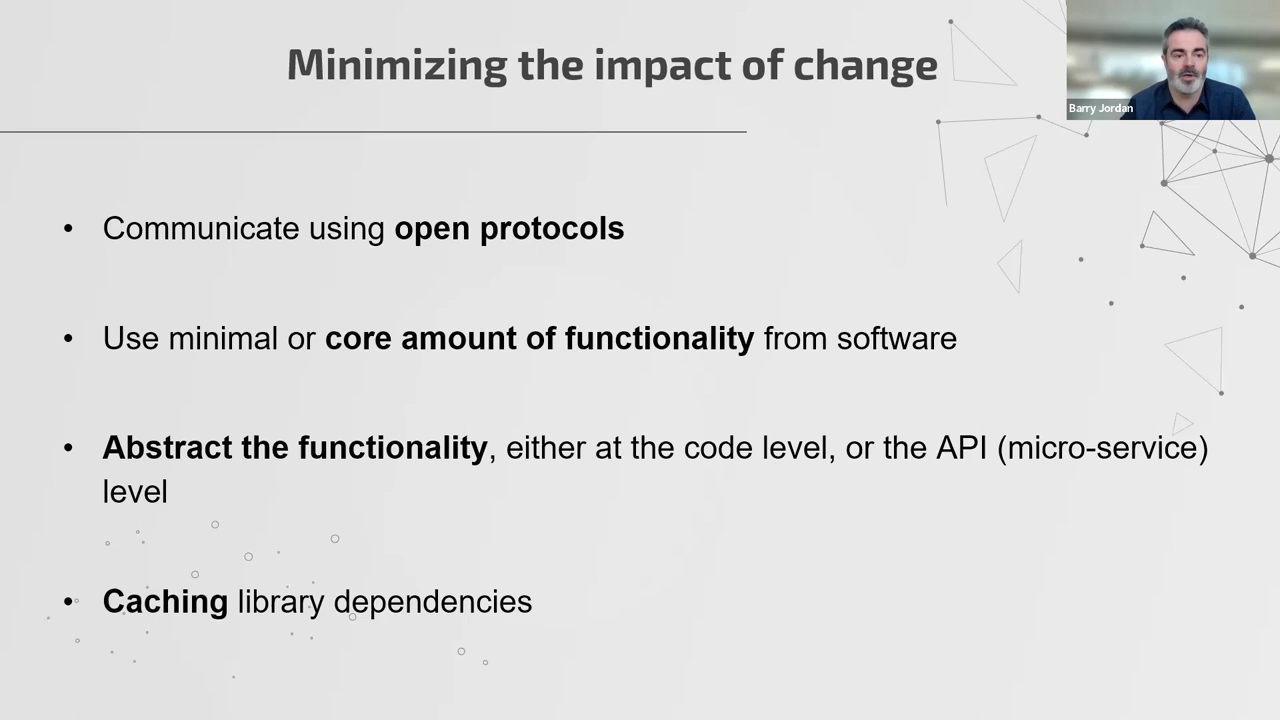 Minimizing the impact of change
Barry Jordan
• Communicate using open protocols
• Use minimal or core amount of functionality from software
• Abstract the functionality, either at the code level, or the API (micro-service)
level
• Caching library dependencies